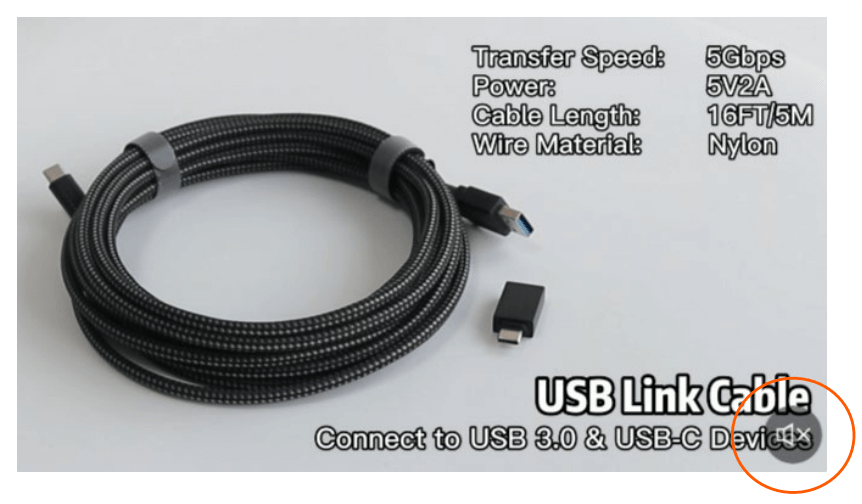 Transfer Speed: 5Gbps
Power: 5V2A
Cable Length: 16FT/5M
Wire Material: Nylon
USB Link Cable
Connect to USB 3.0 & USB-C Devices